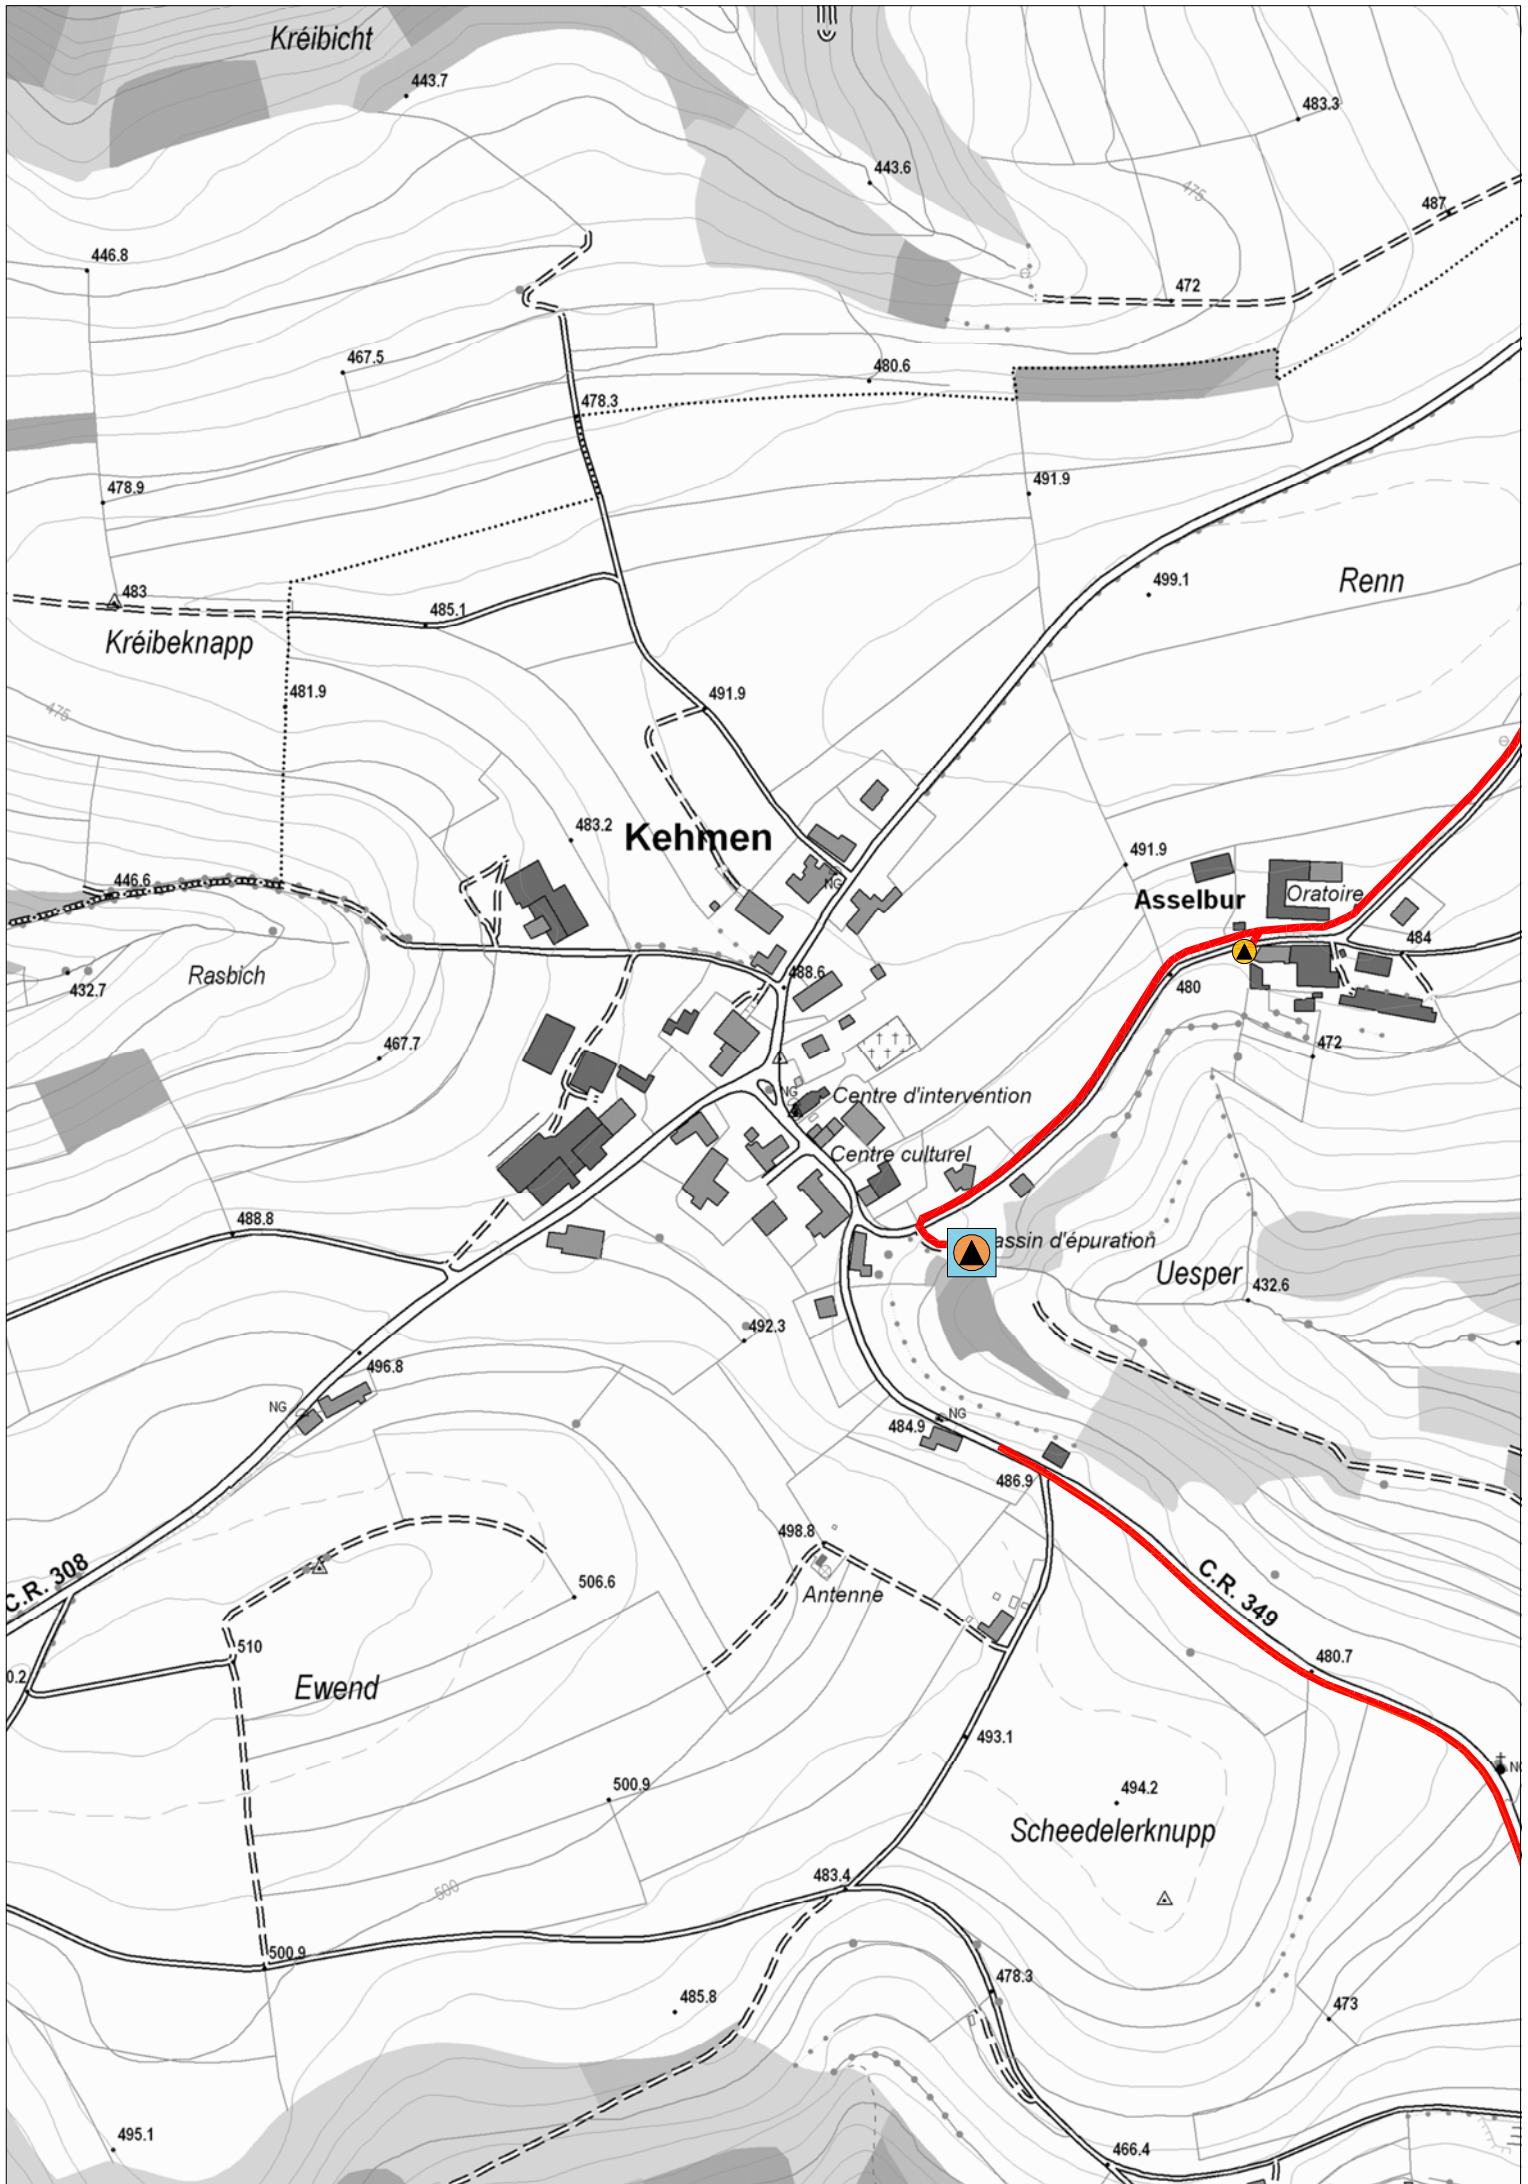 Kréibicht
443.7
483.3
443.6
475
487
446.8
472
467.5
480.6
478.3
478.9
491.9
499.1
Renn
483
485.1
Kréibeknapp
481.9
491.9
475
483.2
Kehmen
491.9
446.6
NG
Asselbur
Oratoire
484
Rasbich
488.6
432.7
480
467.7
472
NG
Centre d'intervention
Centre culturel
488.8
assin d'épuration
Uesper
432.6
492.3
496.8
NG
NG
484.9
486.9
498.8
C.R. 308
506.6
Antenne
C.R. 349
510
480.7
0.2
Ewend
493.1
NG
500.9
494.2
Scheedelerknupp
483.4
500
500.9
478.3
485.8
473
495.1
466.4